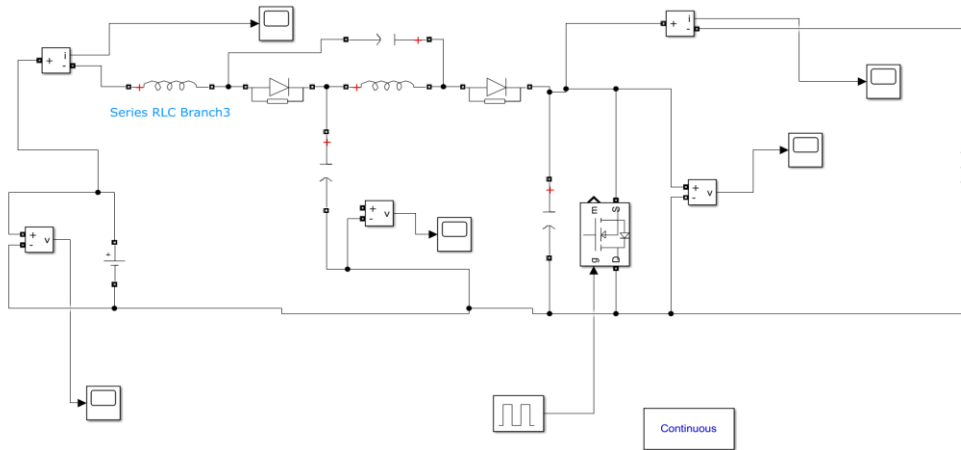 i
-
+
i
-
+
Series RLC Branch3
+
-
v
+
-
v
+
-
v
m
S
g
D
Continuous